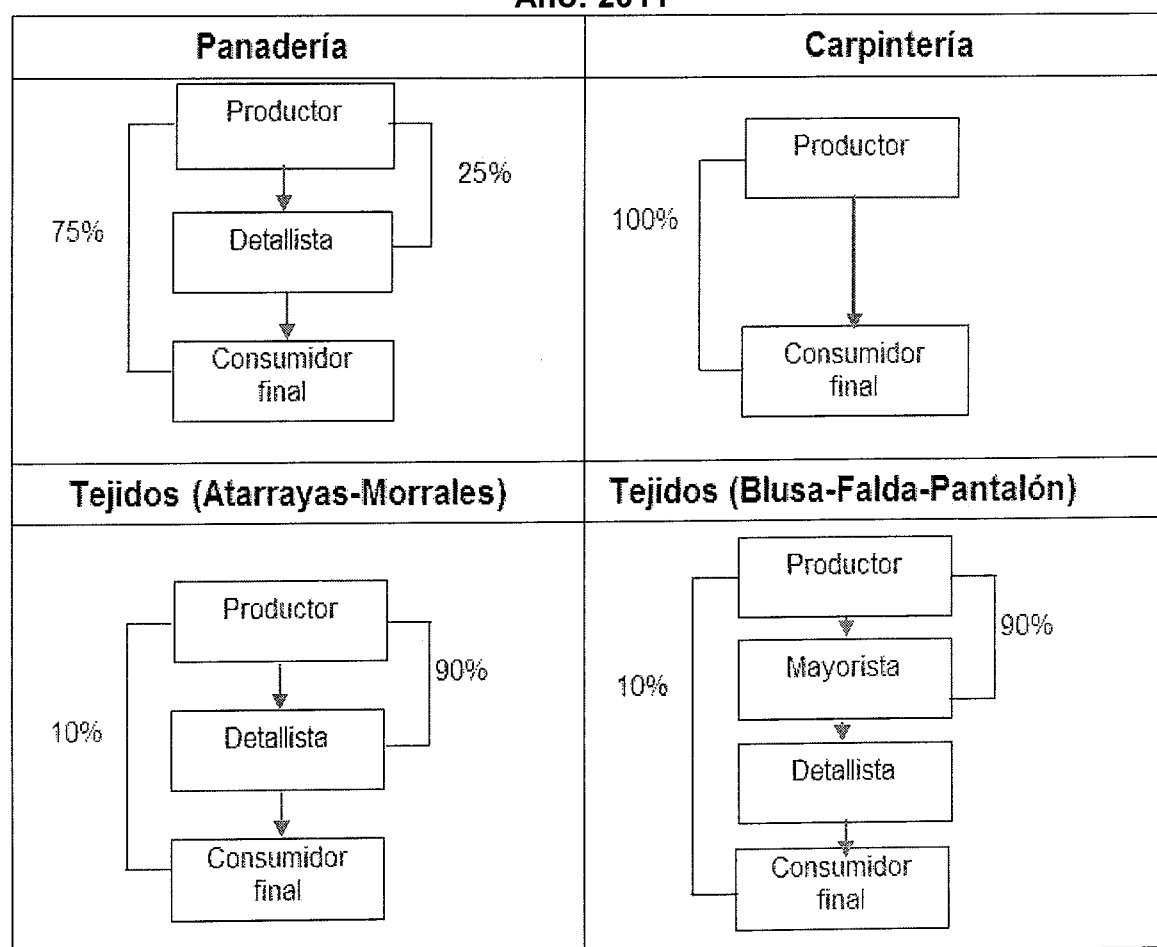 Panadería
Productor
25%
75%
Detallista
Consumidor
final
Carpintería
Productor
100%
Consumidor
final
Tejidos (Atarrayas-Morrales)
Productor
90%
10%
Detallista
Consumidor
final
Tejidos (Blusa-Falda-Pantalón)
Productor
90%
Mayorista
10%
Detallista
Consumidor
final